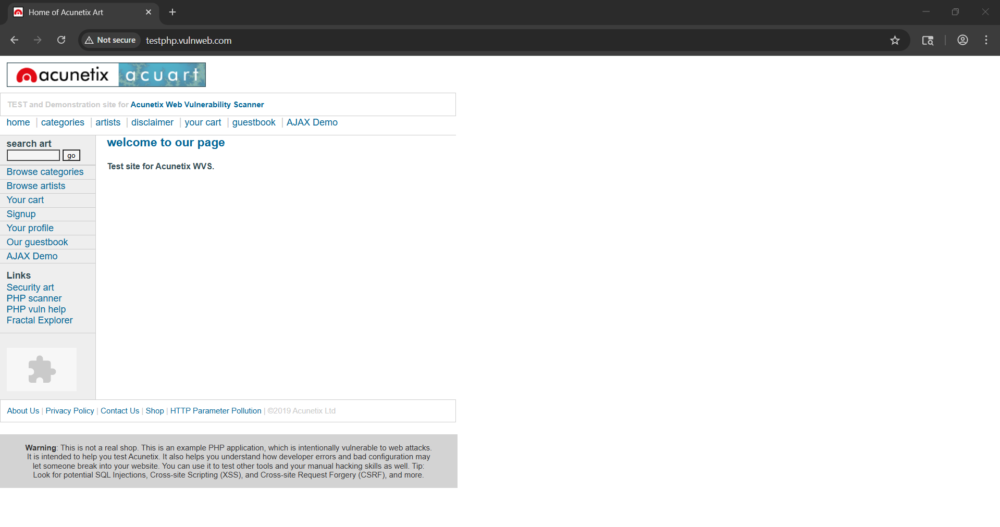 Home of Acunetix Art
Not secure testphp.vulnweb.com
acunetix acuart
TEST and Demonstration site for Acunetix Web Vulnerability Scanner
home | categories | artists | disclaimer | your cart | guestbook | AJAX Demo
search art
go
Browse categories
Browse artists
Your cart
Signup
Your profile
Our guestbook
AJAX Demo
Links
Security art
PHP scanner
PHP vuln help
Fractal Explorer
welcome to our page
Test site for Acunetix WVS.
About Us | Privacy Policy | Contact Us | Shop | HTTP Parameter Pollution | ©2019 Acunetix Ltd
Warning: This is not a real shop. This is an example PHP application, which is intentionally vulnerable to web attacks.
It is intended to help you test Acunetix. It also helps you understand how developer errors and bad configuration may
let someone break into your website. You can use it to test other tools and your manual hacking skills as well. Tip:
Look for potential SQL Injections, Cross-site Scripting (XSS), and Cross-site Request Forgery (CSRF), and more.